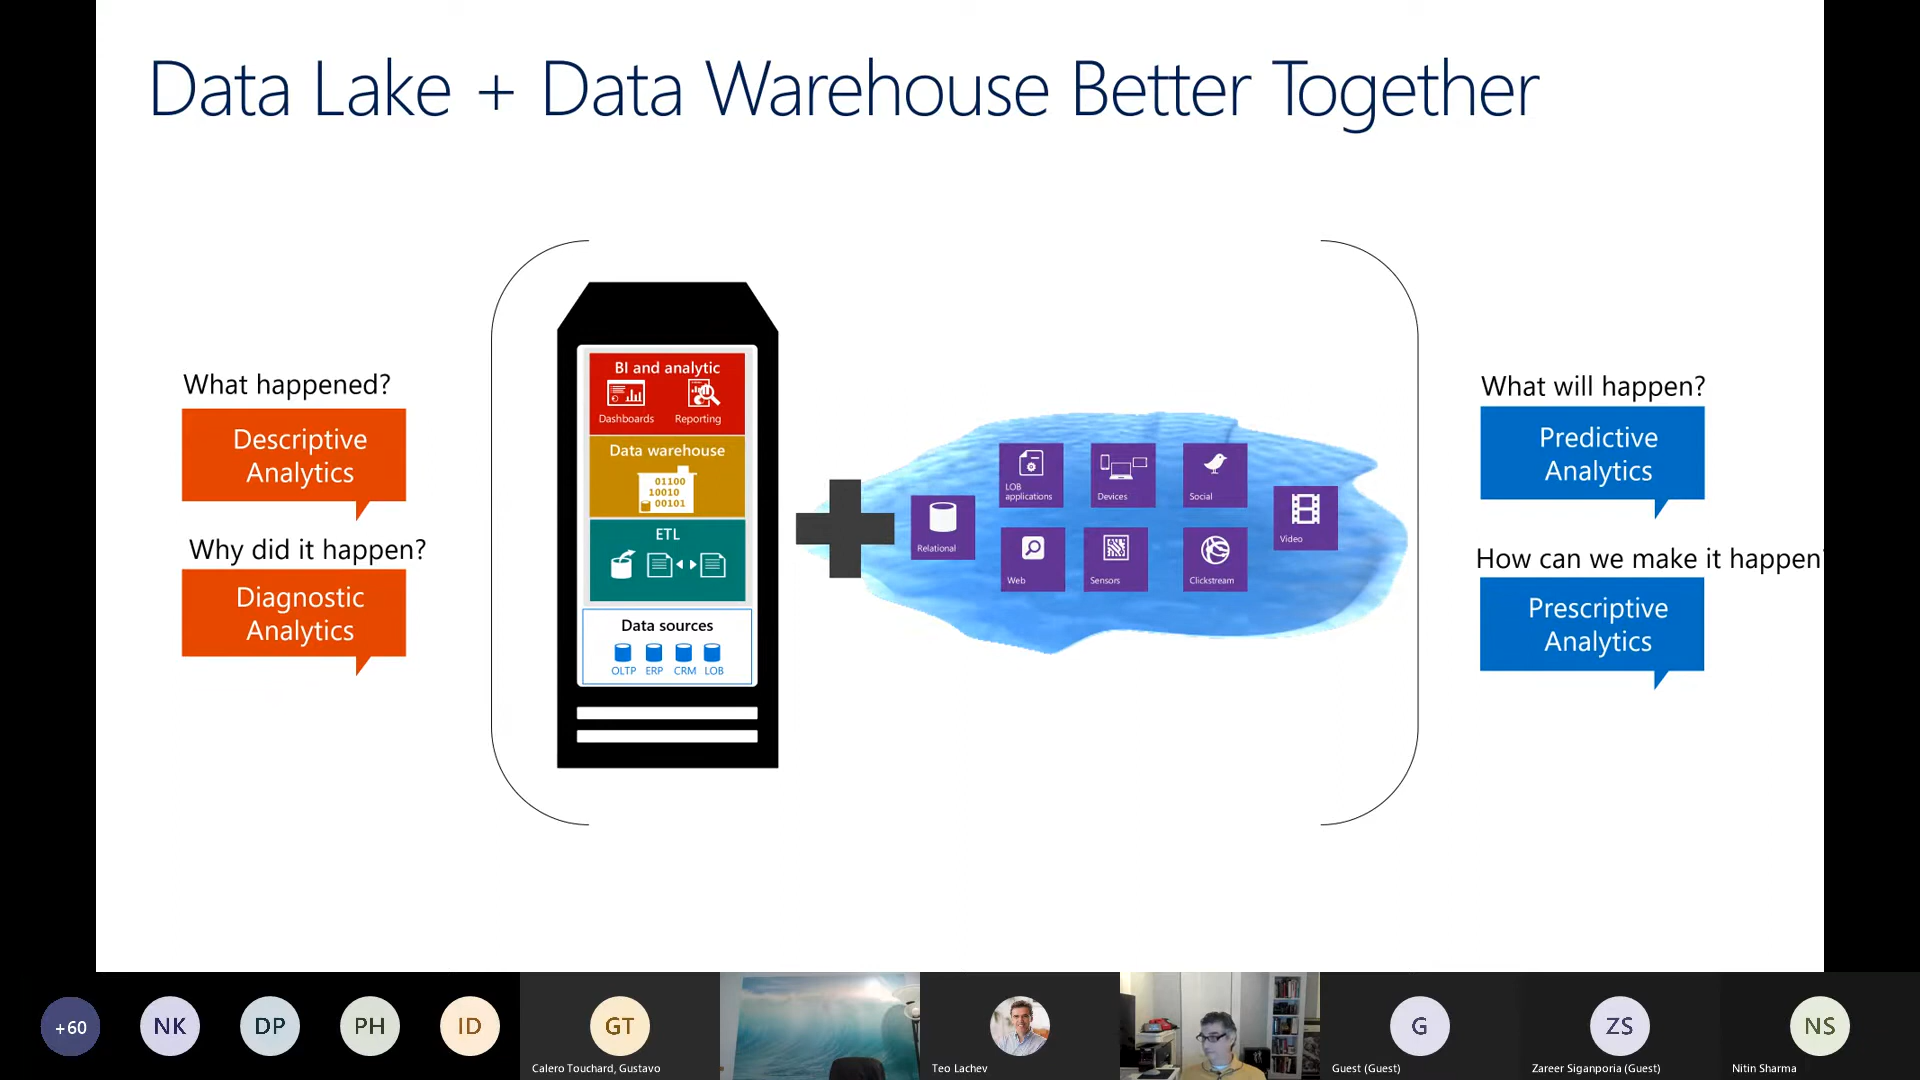 Data Lake + Data Warehouse Better Together
What happened?
Descriptive
Analytics
Why did it happen?
Diagnostic
Analytics
BI and analytic
Dashboards
Reporting
Data warehouse
01100
10010
00101
ETL
Data sources
OLTP ERP CRM LOB
Relational
LOB
applications
Devices
Social
Video
Web
Sensors
Clickstream
What will happen?
Predictive
Analytics
How can we make it happen?
Prescriptive
Analytics
+60
NK
DP
PH
ID
GT
Calero Touchard, Gustavo
Teo Lachev
G
Guest (Guest)
ZS
Zareer Siganporia (Guest)
NS
Nitin Sharma